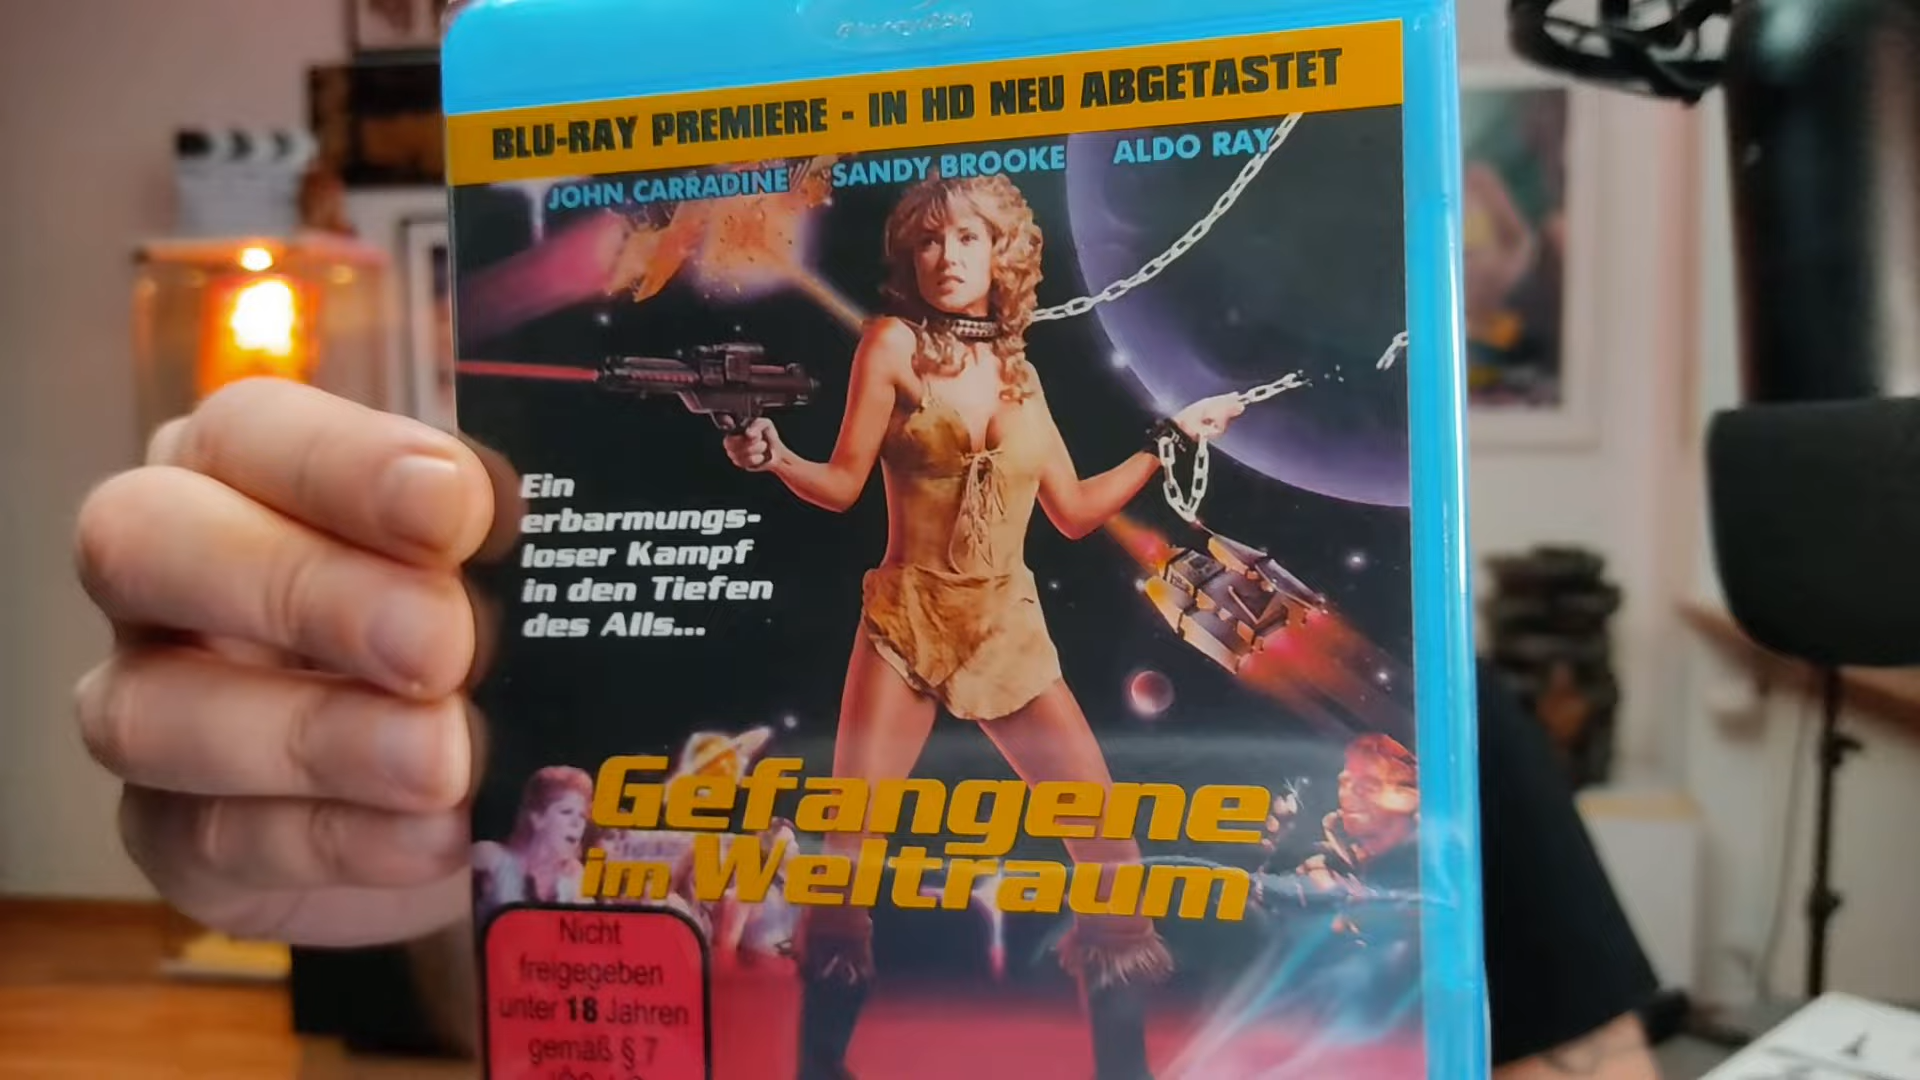 BLU-RAY PREMIERE - IN HD NEU ABGETASTET
JOHN CARRADINE SANDY BROOKE ALDO RAY
Ein
erbarmungs-
loser Kampf
in den Tiefen
des Alls...
Gefangene
im Weltraum
Nicht
freigegeben
unter 18 Jahren
gemäß § 7